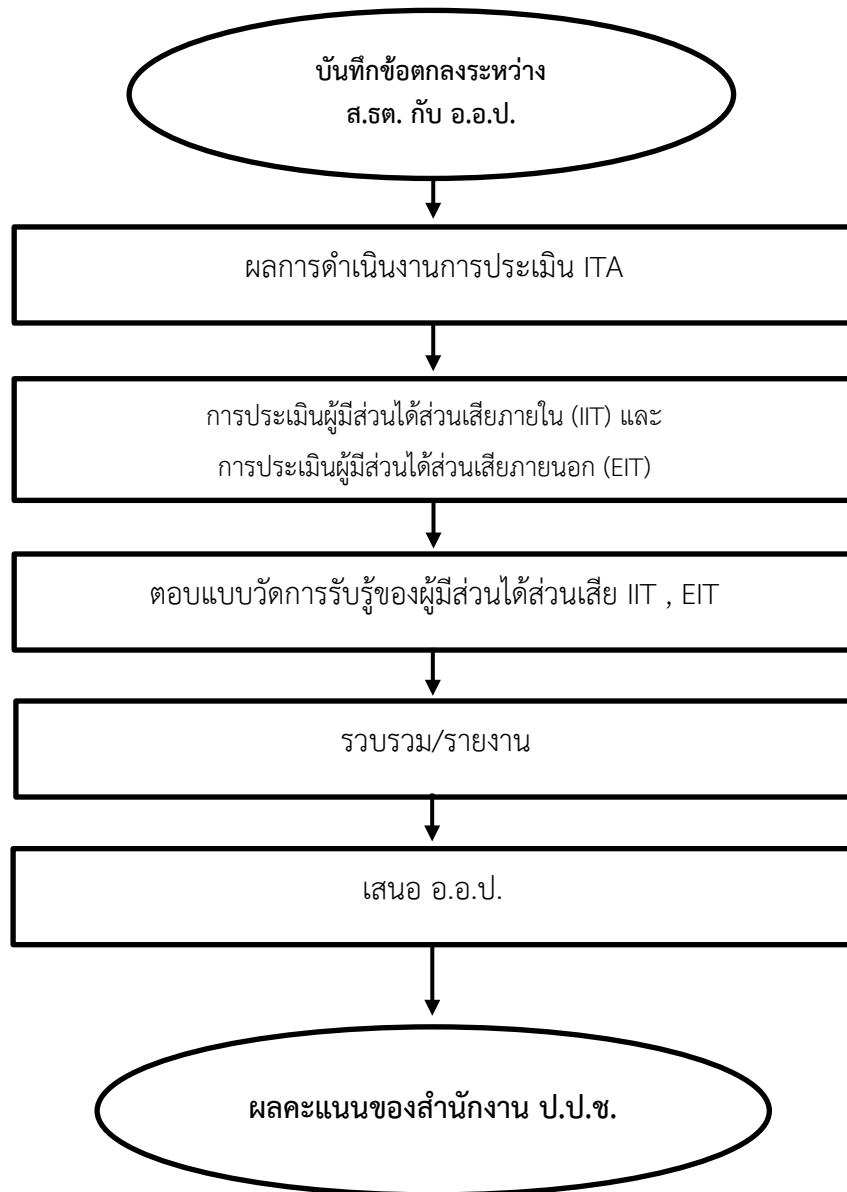 บันทึกข้อตกลงระหว่าง
ส.ธต. กับ อ.อ.ป.
ผลการดำเนินงานการประเมิน ITA
การประเมินผู้มีส่วนได้ส่วนเสียภายใน (IIT) และ
การประเมินผู้มีส่วนได้ส่วนเสียภายนอก (EIT)
ตอบแบบวัดการรับรู้ของผู้มีส่วนได้ส่วนเสีย IIT , EIT
รวบรวม/รายงาน
เสนอ อ.อ.ป.
ผลคะแนนของสำนักงาน ป.ป.ช.